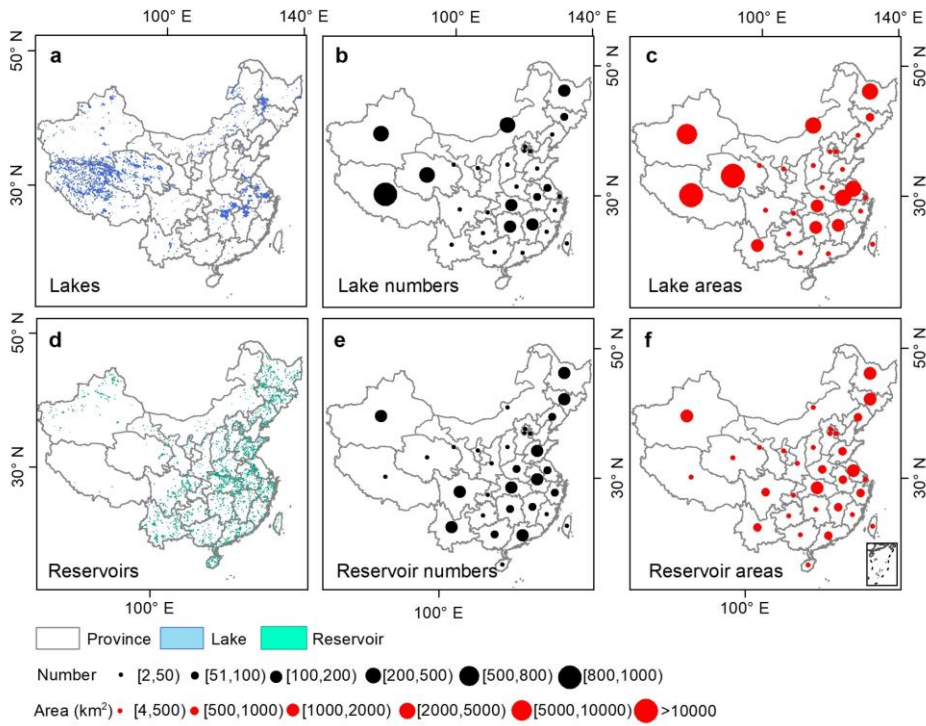 100° E 140° E 100° E 140° E 100° E 140° E
50° N a b c 50° N
30° N 30° N 30° N
Lakes Lake numbers Lake areas
50° N d e f 50° N
30° N 30° N 30° N
Reservoirs Reservoir numbers Reservoir areas
100° E 100° E 100° E
Province Lake Reservoir
Number [2,50) [51,100) [100,200) [200,500) [500,800) [800,1000)
Area (km²) [4,500) [500,1000) [1000,2000) [2000,5000) [5000,10000) >10000